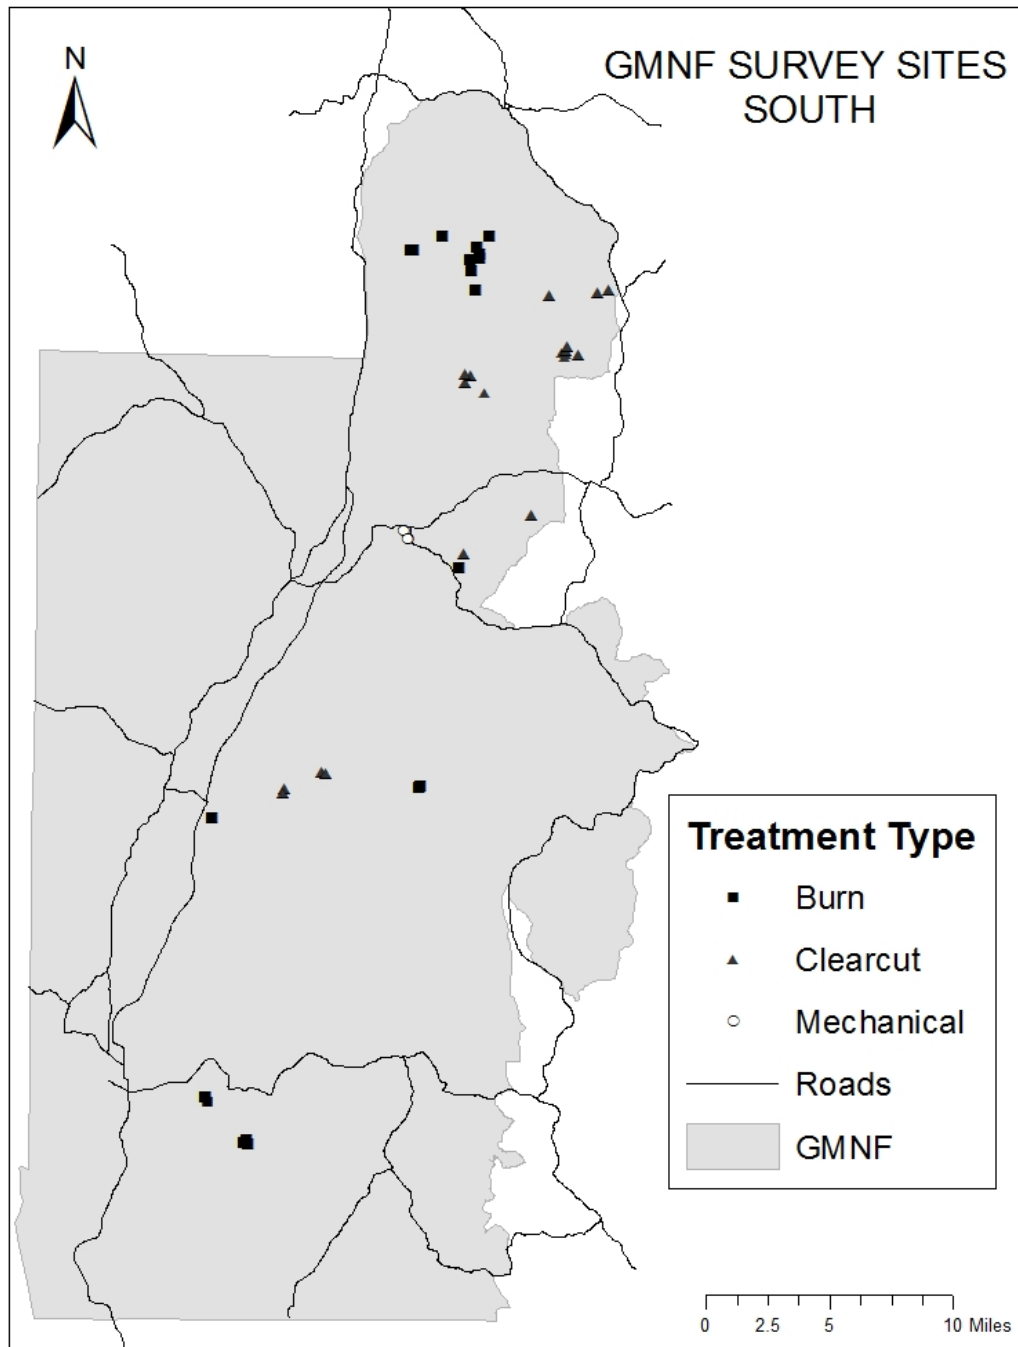 N
GMNF SURVEY SITES
SOUTH
Treatment Type
Burn
Clearcut
Mechanical
Roads
GMNF
0 2.5 5 10 Miles